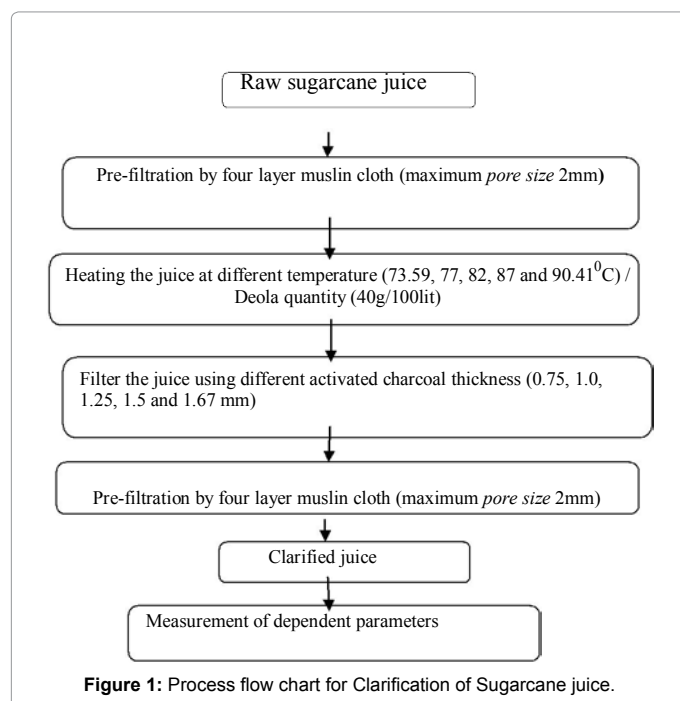 Raw sugarcane juice
Pre-filtration by four layer muslin cloth (maximum pore size 2mm)
Heating the juice at different temperature (73.59, 77, 82, 87 and 90.41⁰C) /
Deola quantity (40g/100lit)
Filter the juice using different activated charcoal thickness (0.75, 1.0,
1.25, 1.5 and 1.67 mm)
Pre-filtration by four layer muslin cloth (maximum pore size 2mm)
Clarified juice
Measurement of dependent parameters
Figure 1: Process flow chart for Clarification of Sugarcane juice.